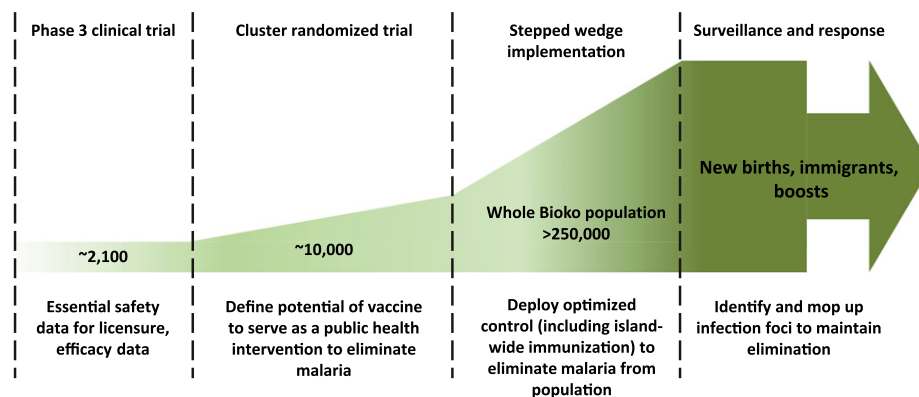 Phase 3 clinical trial
Cluster randomized trial
Stepped wedge
implementation
Surveillance and response
~2,100
~10,000
Whole Bioko population
>250,000
New births, immigrants,
boosts
Essential safety
data for licensure,
efficacy data
Define potential of vaccine
to serve as a public health
intervention to eliminate
malaria
Deploy optimized
control (including island-
wide immunization) to
eliminate malaria from
population
Identify and mop up
infection foci to maintain
elimination